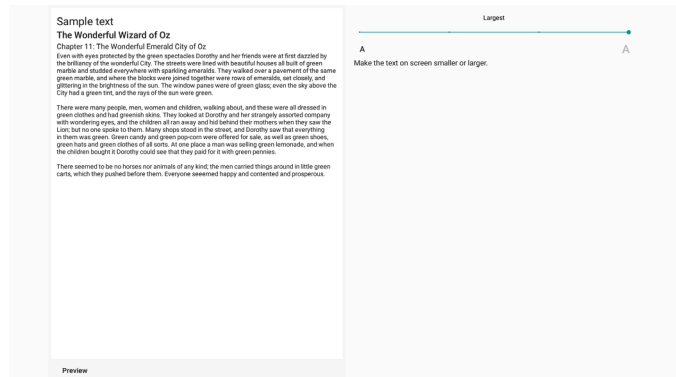 Sample text
The Wonderful Wizard of Oz
Chapter 11: The Wonderful Emerald City of Oz
Even with eyes protected by the green spectacles Dorothy and her friends were at first dazzled by
the brilliancy of the wonderful City. The streets were lined with beautiful houses all built of green
marble and studded everywhere with sparkling emeralds. They walked over a pavement of the same
green marble, and where the blocks were joined together were rows of emeralds, set closely, and
glittering in the brightness of the sun. The window panes were of green glass; even the sky above the
City had a green tint, and the rays of the sun were green.
There were many people, men, women and children, walking about, and these were all dressed in
green clothes and had greenish skins. They looked at Dorothy and her strangely assorted company
with wondering eyes, and the children all ran away and hid behind their mothers when they saw the
Lion; but no one spoke to them. Many shops stood in the street, and Dorothy saw that everything
in them was green. Green candy and green pop-corn were offered for sale, as well as green shoes,
green hats and green clothes of all sorts. At one place a man was selling green lemonade, and when
the children bought it Dorothy could see that they paid for it with green pennies.
There seemed to be no horses nor animals of any kind; the men carried things around in little green
carts, which they pushed before them. Everyone seeemed happy and contented and prosperous.
Preview
Largest
A A
Make the text on screen smaller or larger.